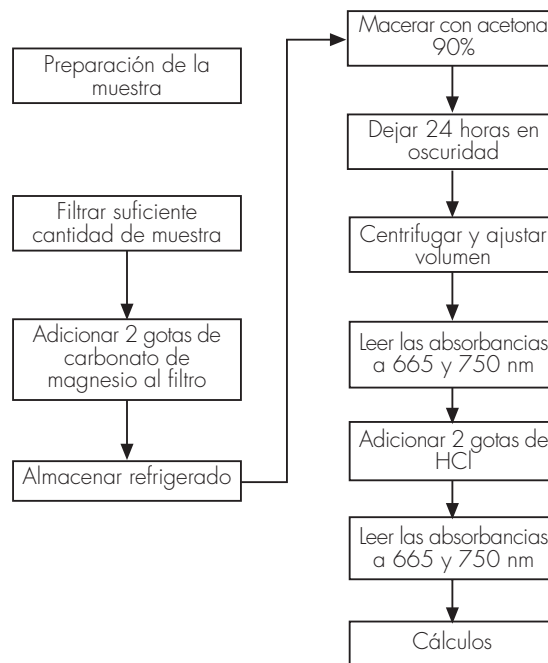 Preparación de la
muestra
Filtrar suficiente
cantidad de muestra
Adicionar 2 gotas de
carbonato de
magnesio al filtro
Almacenar refrigerado
Macerar con acetona
90%
Dejar 24 horas en
oscuridad
Centrifugar y ajustar
volumen
Leer las absorbancias
a 665 y 750 nm
Adicionar 2 gotas de
HCl
Leer las absorbancias
a 665 y 750 nm
Cálculos